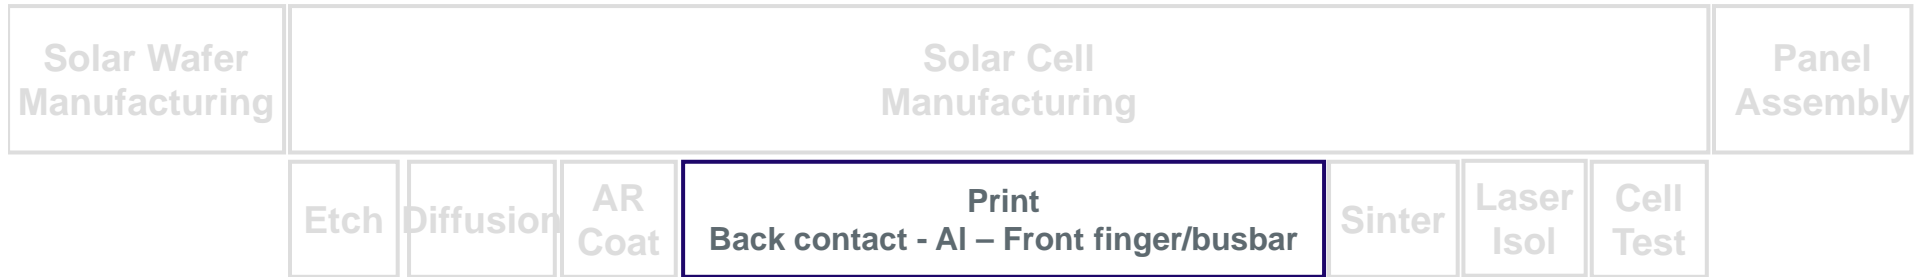 Solar Wafer
Manufacturing
Solar Cell
Manufacturing
Panel
Assembly
Etch
Diffusion
AR
Coat
Print
Back contact - Al – Front finger/busbar
Sinter
Laser
Isol
Cell
Test